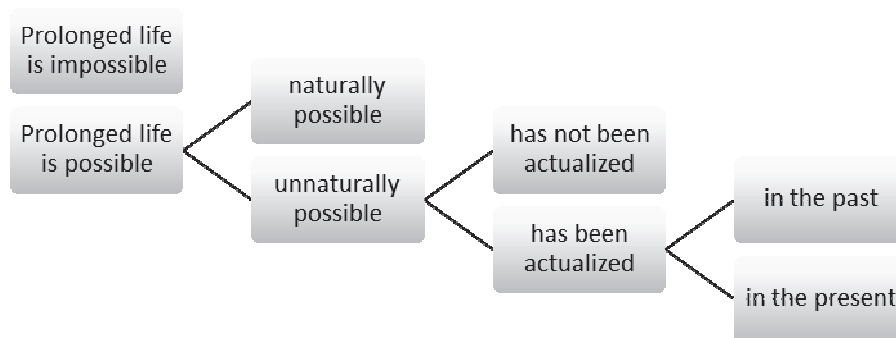 Prolonged life
is impossible
Prolonged life
is possible
naturally
possible
unnaturally
possible
has not been
actualized
has been
actualized
in the past
in the present